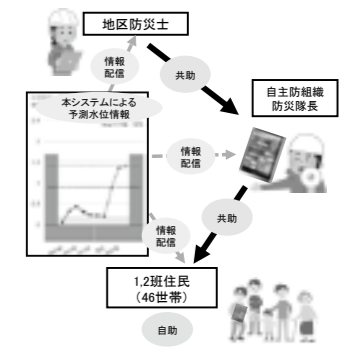 地区防災士
情報
配信
共助
本システムによる
予測水位情報
自主防組織
防災隊長
情報
配信
共助
情報
配信
1,2班住民
（46世帯）
自助